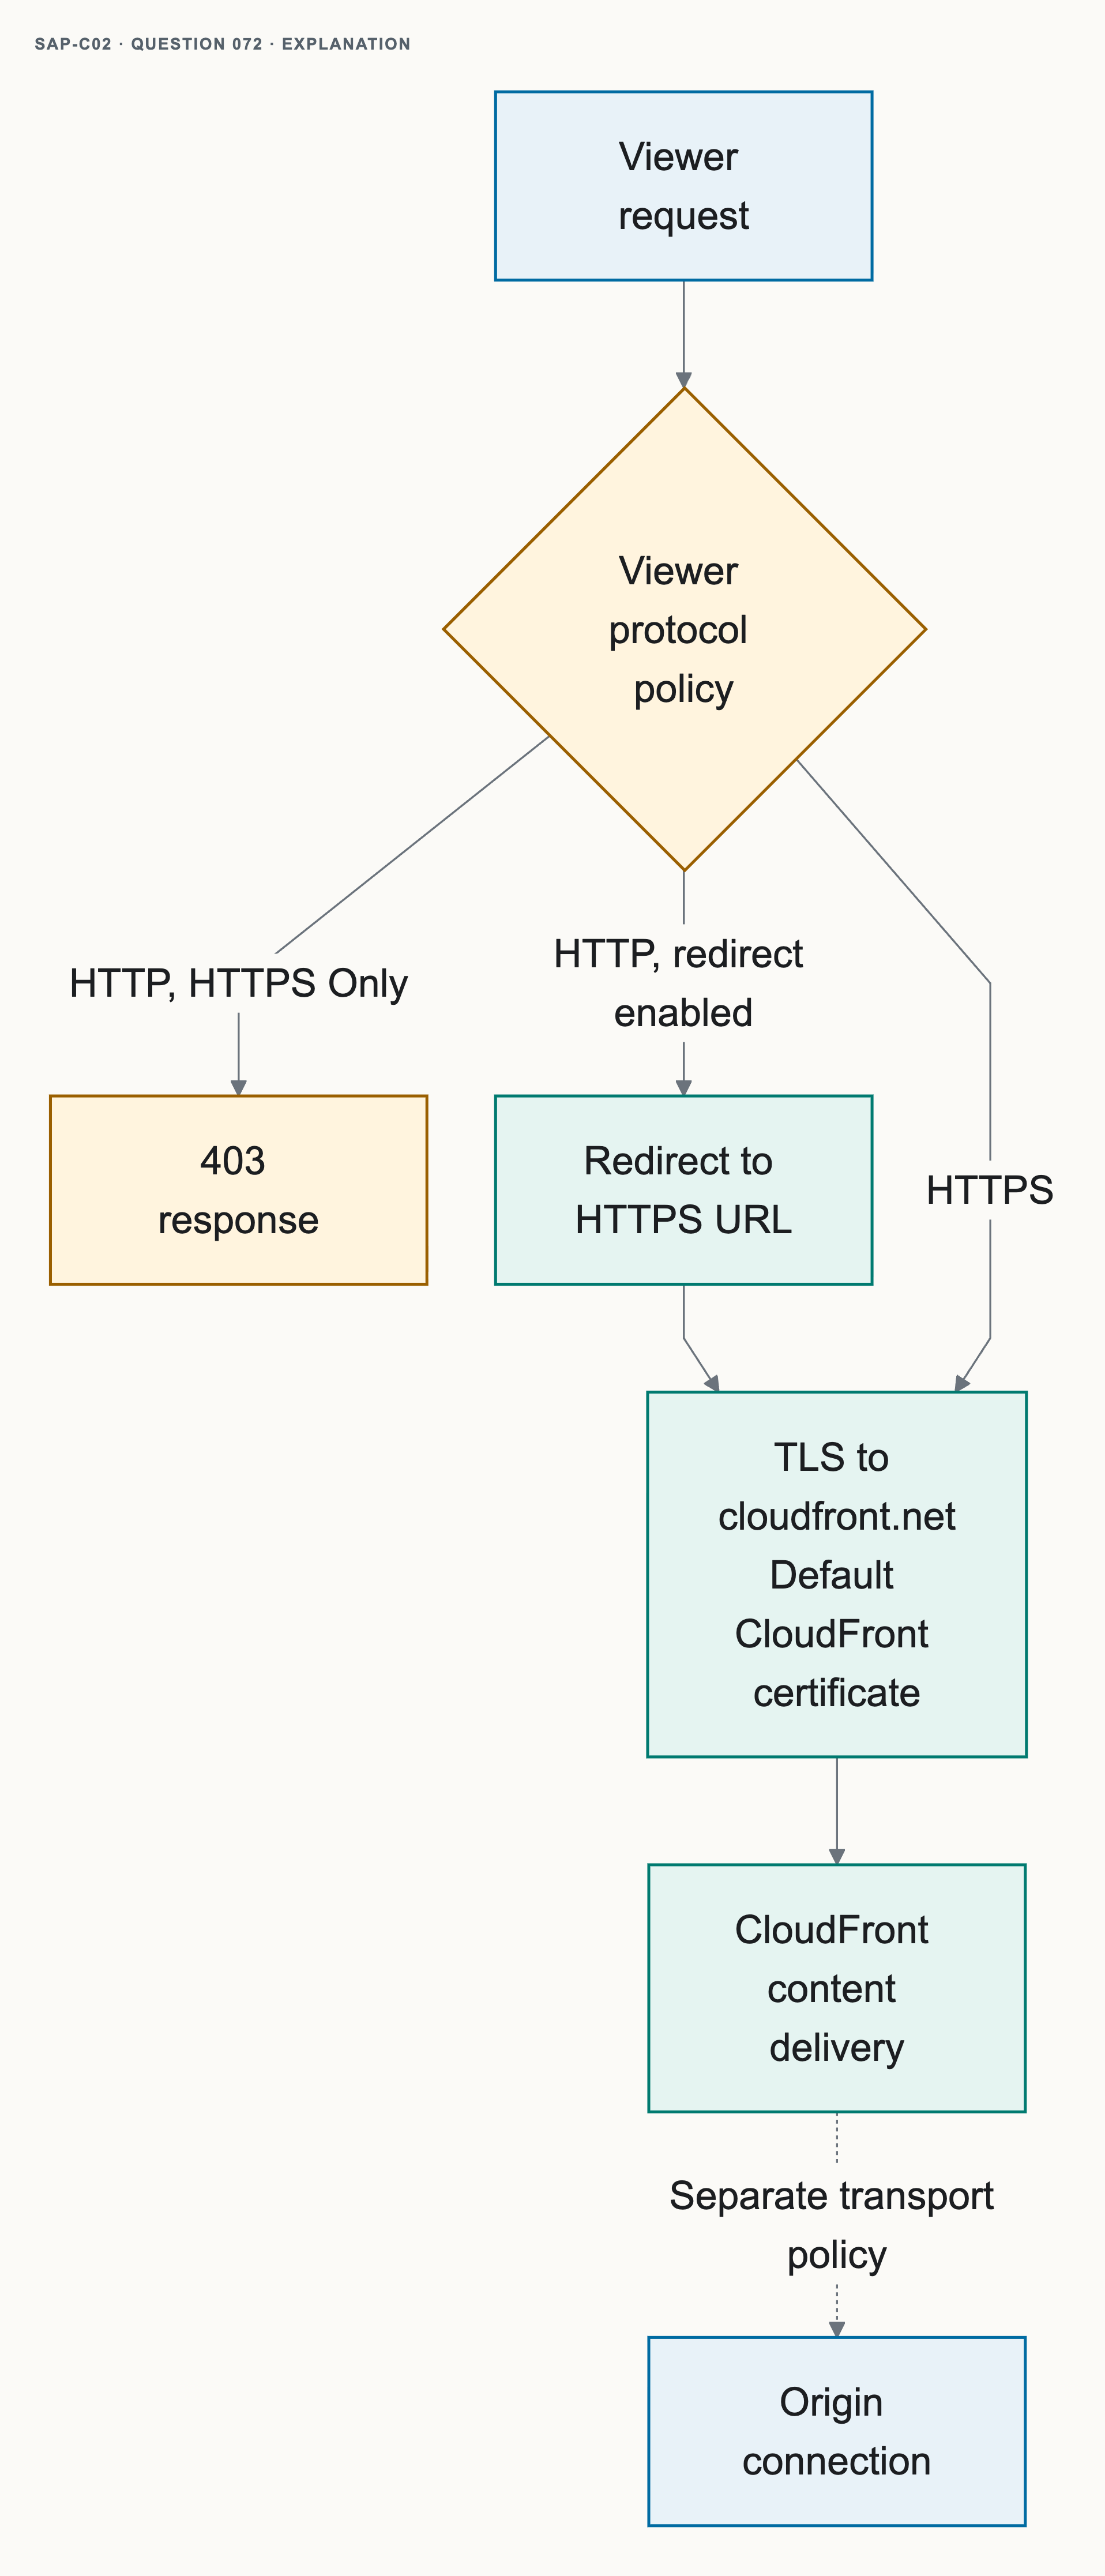 SAP-C02 · QUESTION 072 · EXPLANATION
Viewer
request
Viewer
protocol
policy
HTTP, HTTPS Only
HTTP, redirect
enabled
HTTPS
403
response
Redirect to
HTTPS URL
TLS to
cloudfront.net
Default
CloudFront
certificate
CloudFront
content
delivery
Separate transport
policy
Origin
connection